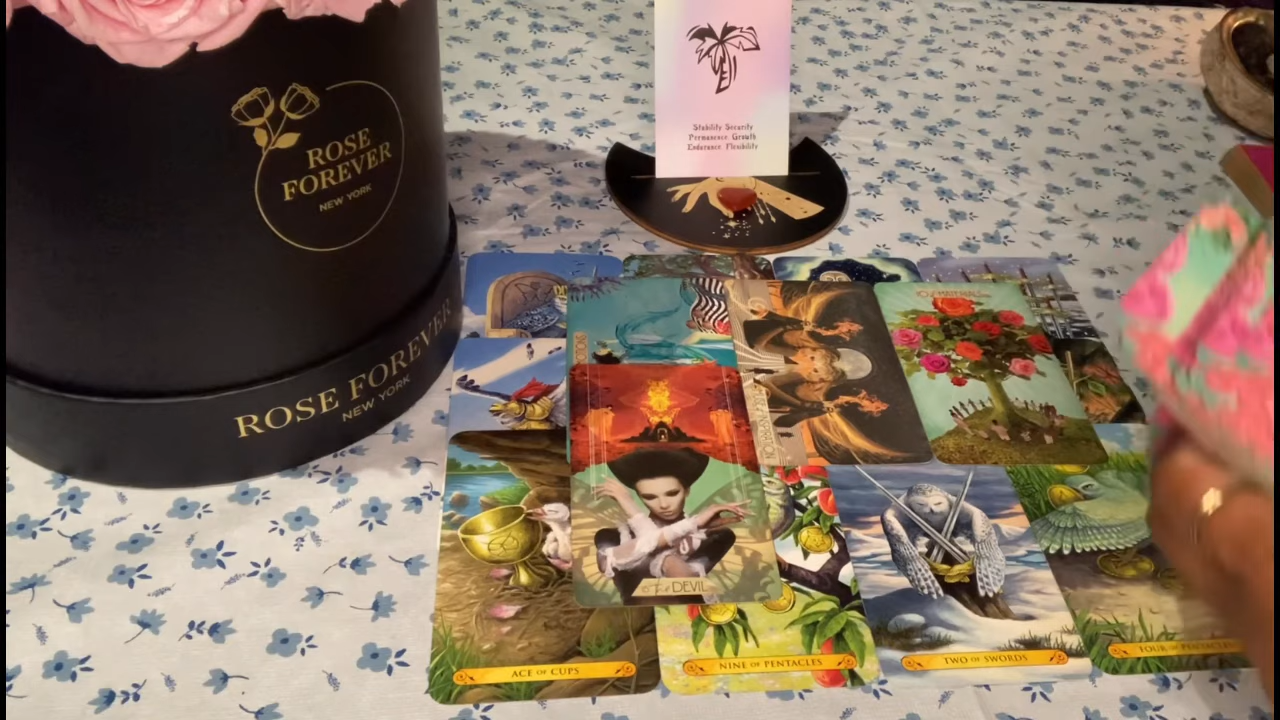 ROSE
FOREVER
NEW YORK
ROSE FOREVER
NEW YORK
Stability Security
Permanence Growth
Endurance Flexibility
The DEVIL
ACE OF CUPS
NINE OF PENTACLES
TWO OF SWORDS
FOUR OF PENTACLES